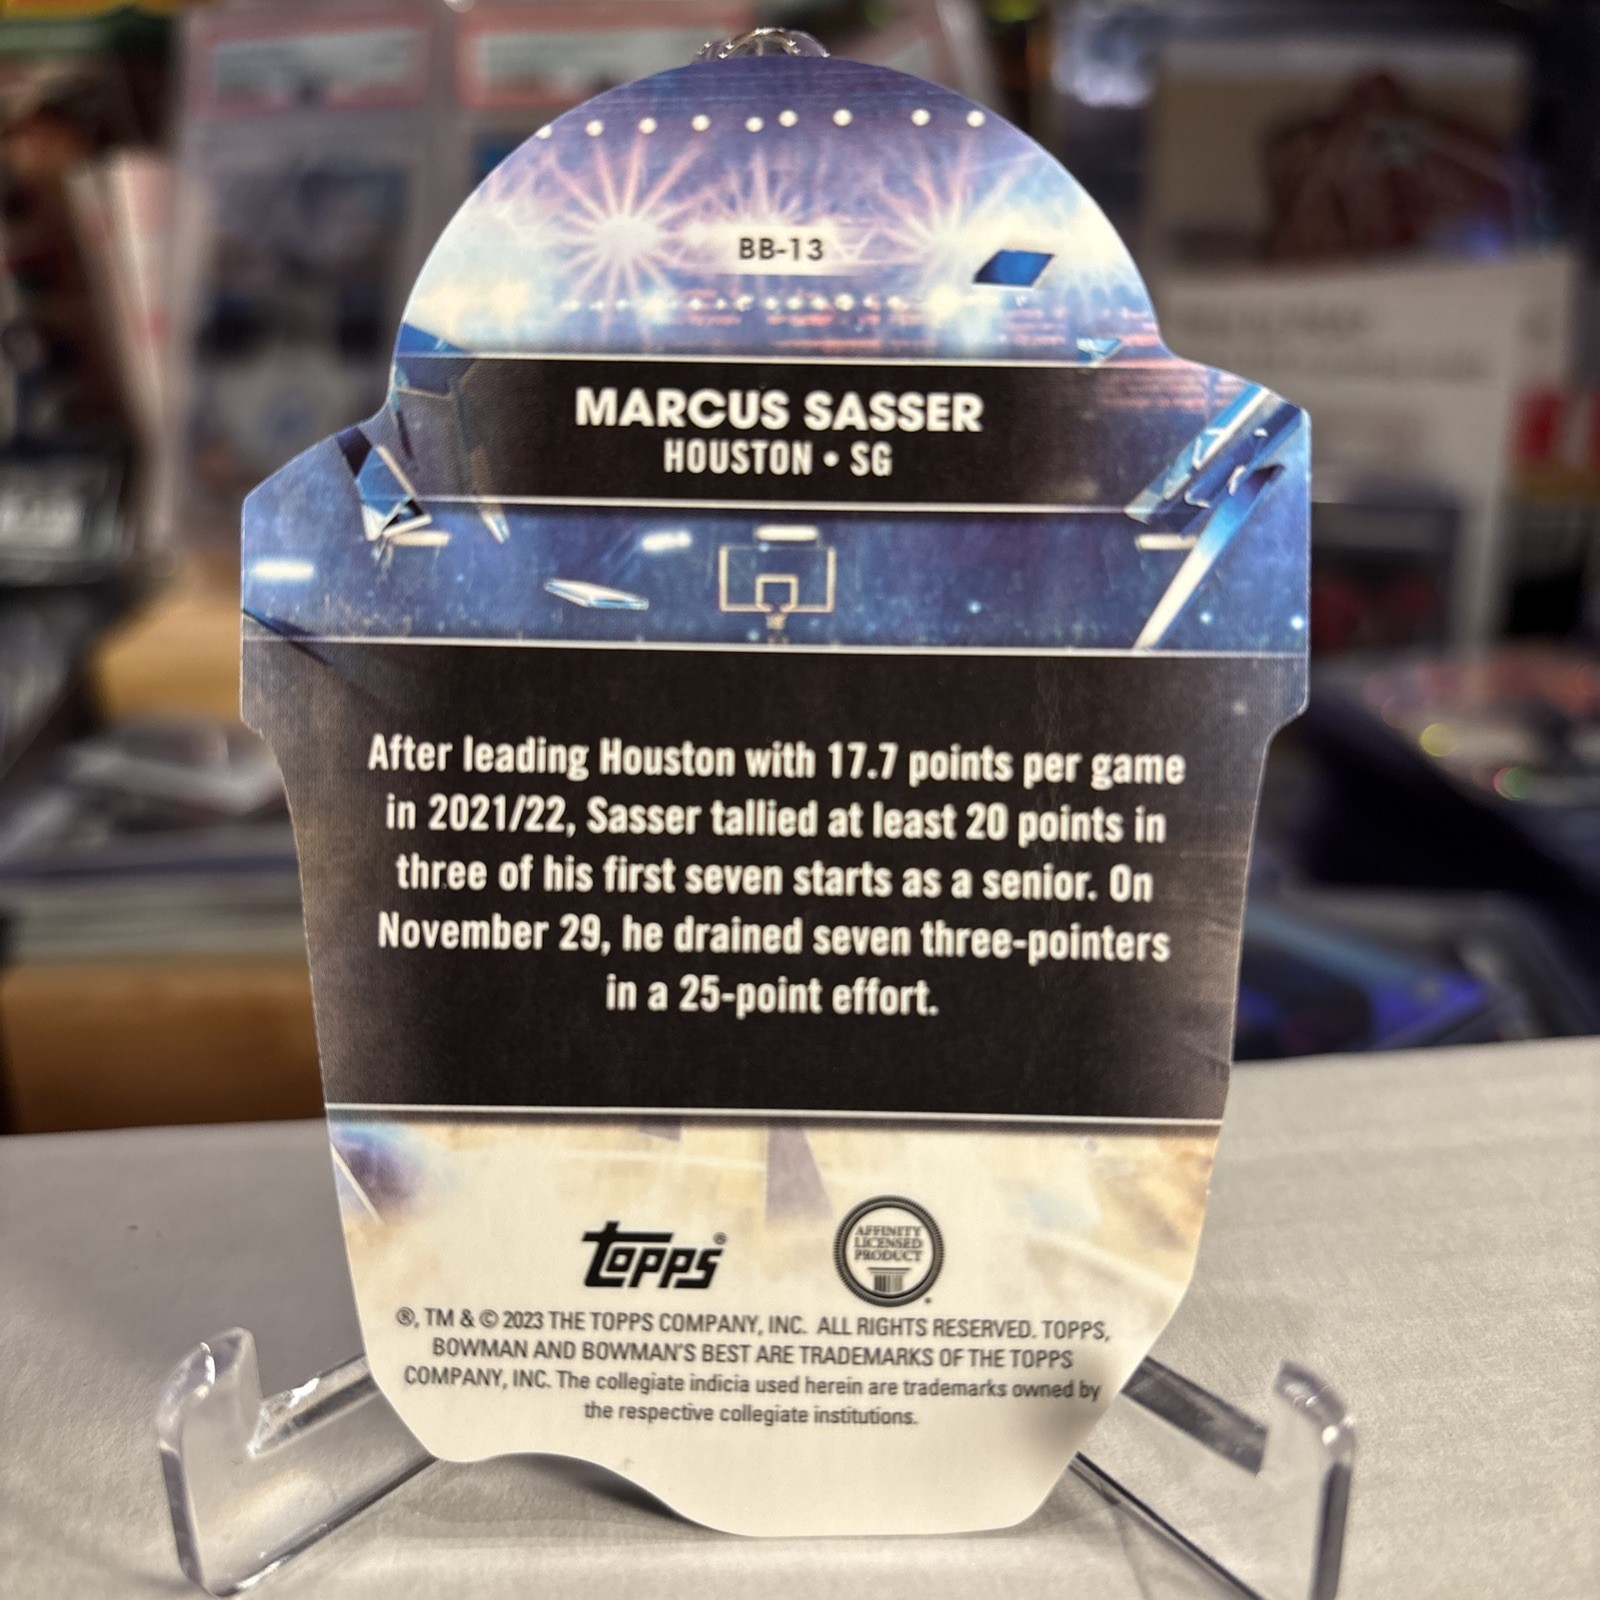 BB-13
MARCUS SASSER
HOUSTON • SG
After leading Houston with 17.7 points per game
in 2021/22, Sasser tallied at least 20 points in
three of his first seven starts as a senior. On
November 29, he drained seven three-pointers
in a 25-point effort.
topps®
AFFINITY
LICENSED
PRODUCT
®, TM & © 2023 THE TOPPS COMPANY, INC. ALL RIGHTS RESERVED. TOPPS,
BOWMAN AND BOWMAN'S BEST ARE TRADEMARKS OF THE TOPPS
COMPANY, INC. The collegiate indicia used herein are trademarks owned by
the respective collegiate institutions.